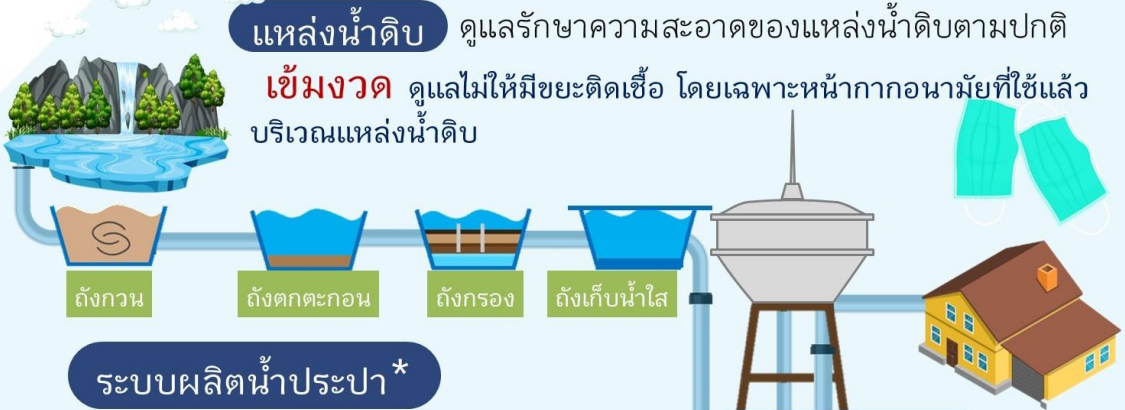 แหล่งน้ำดิบ ดูแลรักษาความสะอาดของแหล่งน้ำดิบตามปกติ
เข้มงวด ดูแลไม่ให้มีขยะติดเชื้อ โดยเฉพาะหน้ากากอนามัยที่ใช้แล้ว
บริเวณแหล่งน้ำดิบ
ถังกวน ถังตกตะกอน ถังกรอง ถังเก็บน้ำใส
ระบบผลิตน้ำประปา*